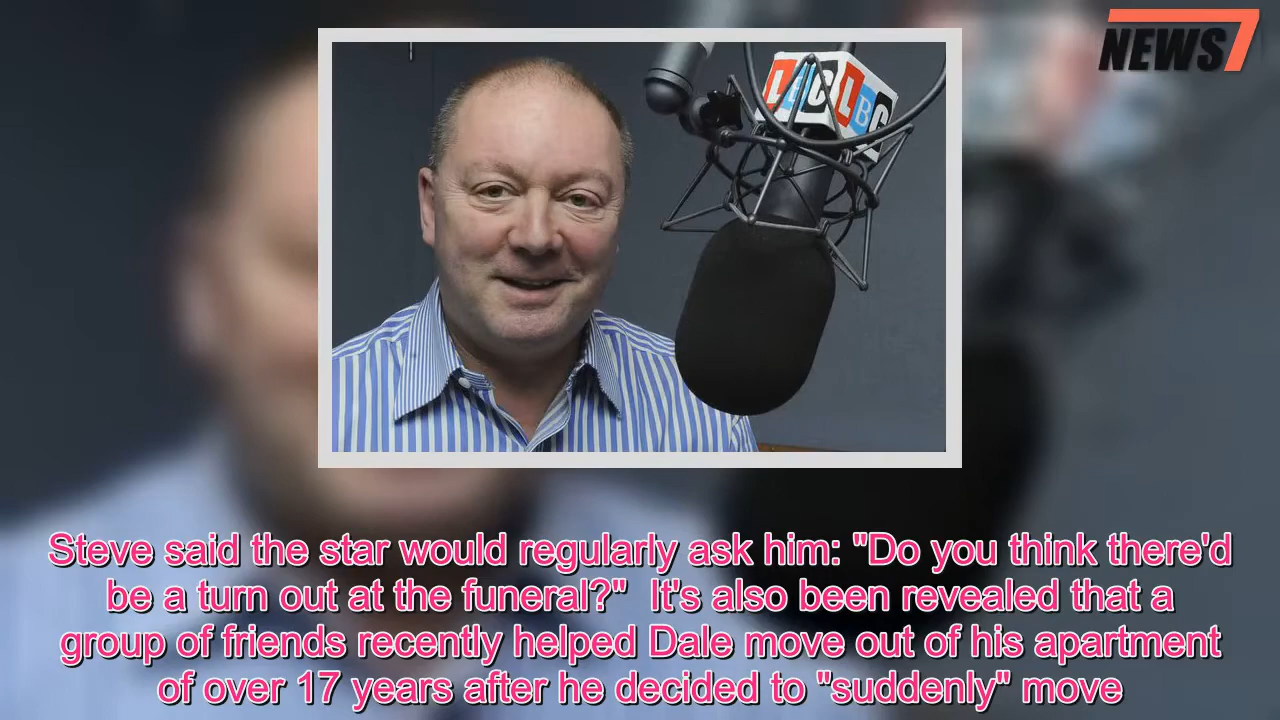 NEWS7
LBC LBC
Steve said the star would regularly ask him: "Do you think there'd
be a turn out at the funeral?"  It's also been revealed that a
group of friends recently helped Dale move out of his apartment
of over 17 years after he decided to "suddenly" move